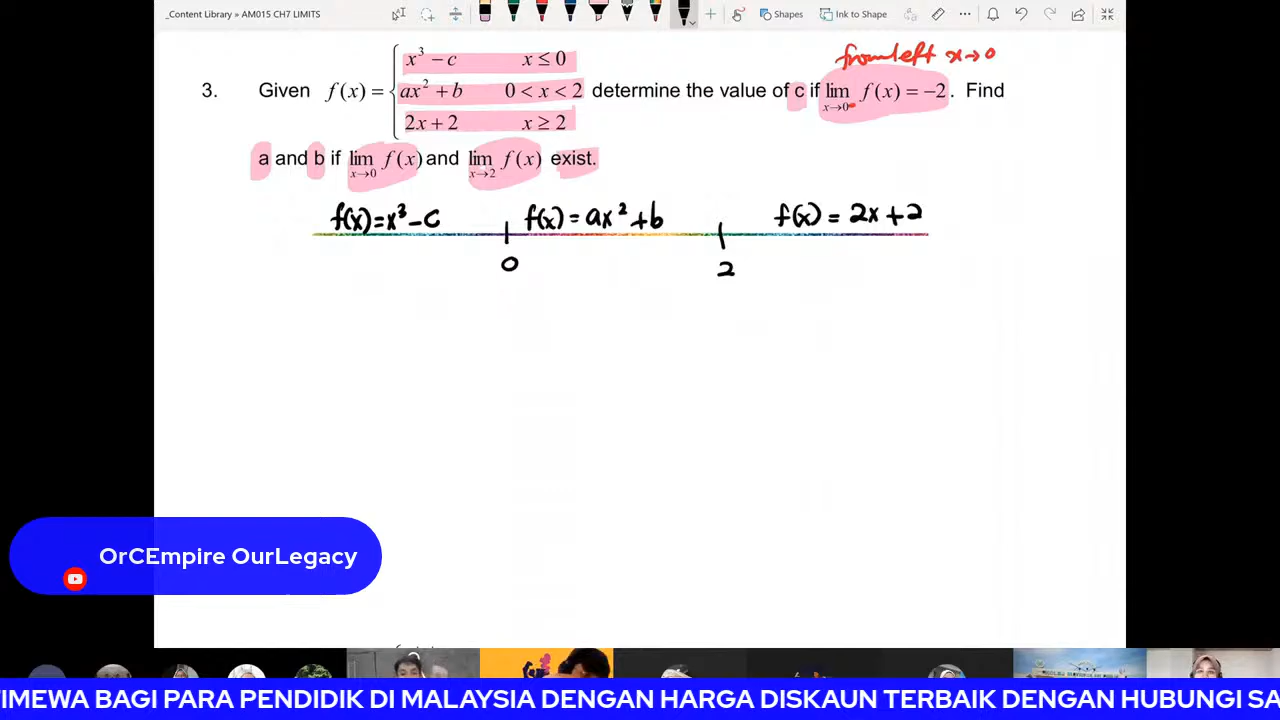 _Content Library » AM015 CH7 LIMITS
Shapes
Ink to Shape
from left x→0
3. Given f(x) = { x³ − c x ≤ 0
ax² + b 0 < x < 2
2x + 2 x ≥ 2
determine the value of c if lim x→0⁻ f(x) = −2 . Find
a and b if lim x→0 f(x) and lim x→2 f(x) exist.
f(x)=x³−c f(x)=ax²+b f(x)=2x+2
0 2
OrCEmpire OurLegacy
TIMEWA BAGI PARA PENDIDIK DI MALAYSIA DENGAN HARGA DISKAUN TERBAIK DENGAN HUBUNGI SA